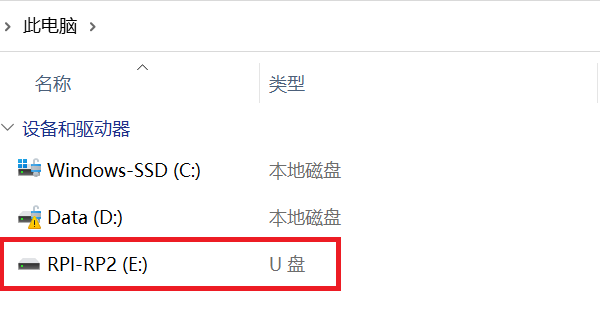 此电脑
名称 类型
设备和驱动器
Windows-SSD (C:) 本地磁盘
Data (D:) 本地磁盘
RPI-RP2 (E:) U 盘